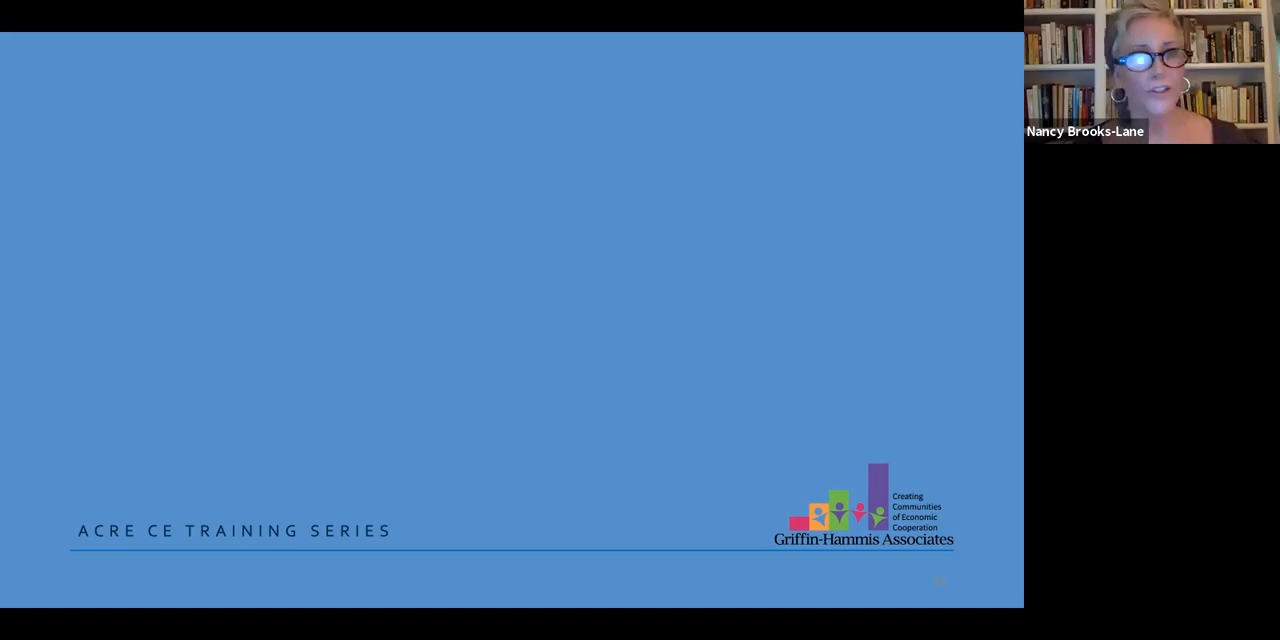 Nancy Brooks-Lane
Creating
Communities
of Economic
Cooperation
ACRE CE TRAINING SERIES
Griffin-Hammis Associates